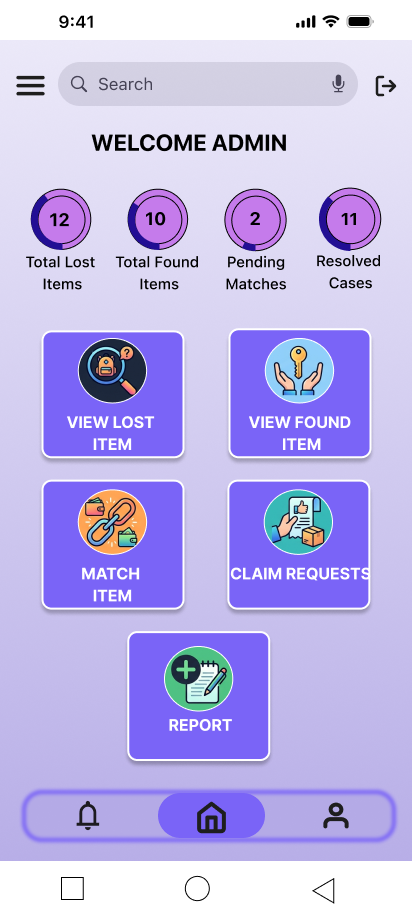 9:41
Search
WELCOME ADMIN
12
10
2
11
Total Lost
Items
Total Found
Items
Pending
Matches
Resolved
Cases
VIEW LOST
ITEM
VIEW FOUND
ITEM
MATCH
ITEM
CLAIM REQUESTS
REPORT